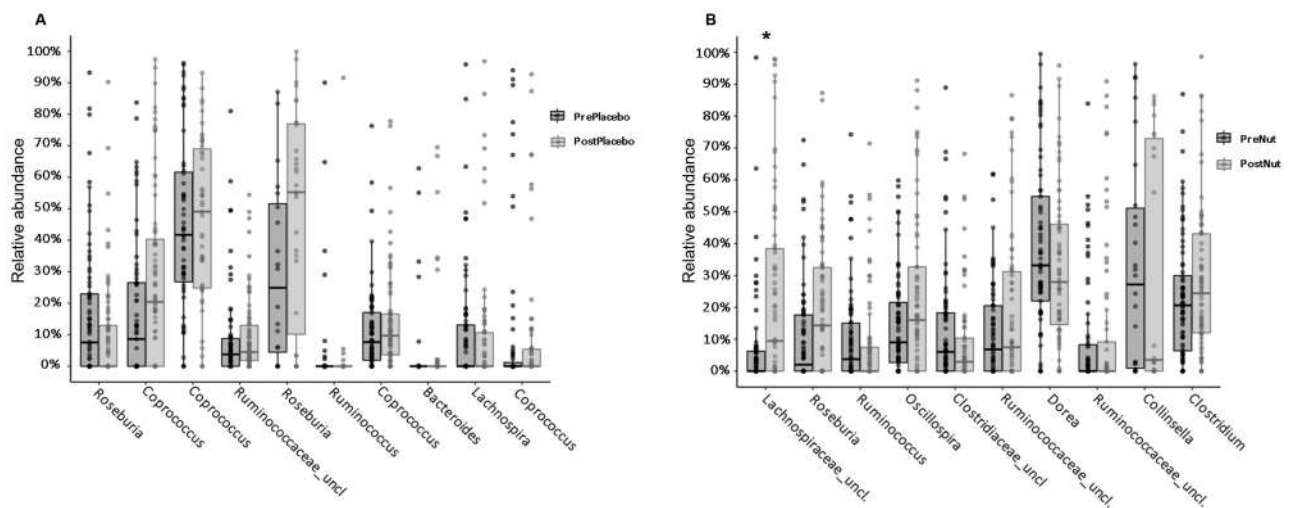 A
Relative abundance
100%
90%
80%
70%
60%
50%
40%
30%
20%
10%
0%
PrePlacebo
PostPlacebo
Roseburia
Coprococcus
Coprococcus
Ruminococcaceae_uncl
Roseburia
Ruminococcus
Coprococcus
Bacteroides
Lachnospira
Coprococcus
B
*
Relative abundance
100%
90%
80%
70%
60%
50%
40%
30%
20%
10%
0%
PreNut
PostNut
Lachnospiraceae_uncl.
Roseburia
Ruminococcus
Oscillospira
Clostridiaceae_uncl
Ruminococcaceae_uncl.
Dorea
Ruminococcaceae_uncl.
Collinsella
Clostridium